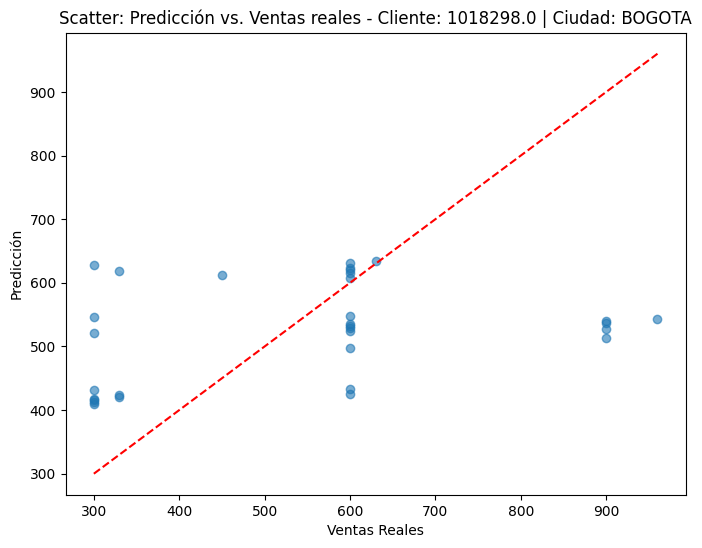 Scatter: Predicción vs. Ventas reales - Cliente: 1018298.0 | Ciudad: BOGOTA
Predicción
900
800
700
600
500
400
300
300 400 500 600 700 800 900
Ventas Reales